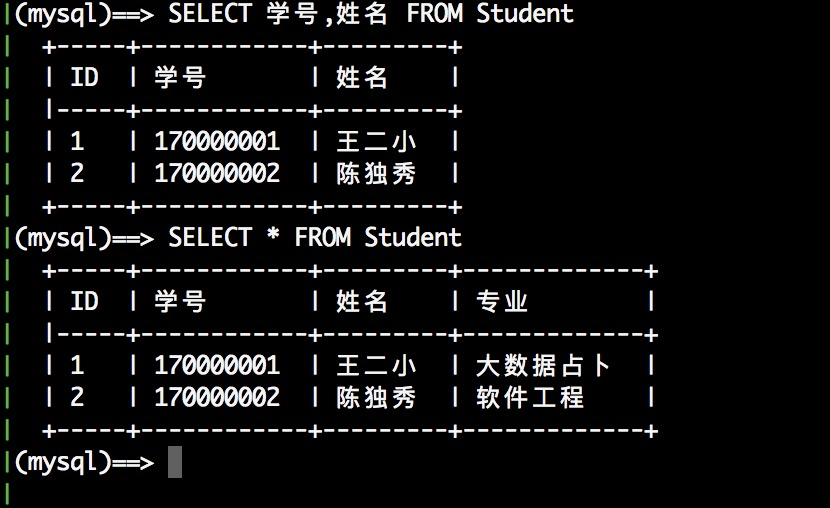 |(mysql)==> SELECT 学号,姓名 FROM Student
|  +-----+------------+---------+
|  | ID  | 学号       | 姓名    |
|  |-----+------------+---------+
|  | 1   | 170000001  | 王二小  |
|  | 2   | 170000002  | 陈独秀  |
|  +-----+------------+---------+
|(mysql)==> SELECT * FROM Student
|  +-----+------------+---------+-------------+
|  | ID  | 学号       | 姓名    | 专业        |
|  |-----+------------+---------+-------------+
|  | 1   | 170000001  | 王二小  | 大数据占卜  |
|  | 2   | 170000002  | 陈独秀  | 软件工程    |
|  +-----+------------+---------+-------------+
|(mysql)==>
|